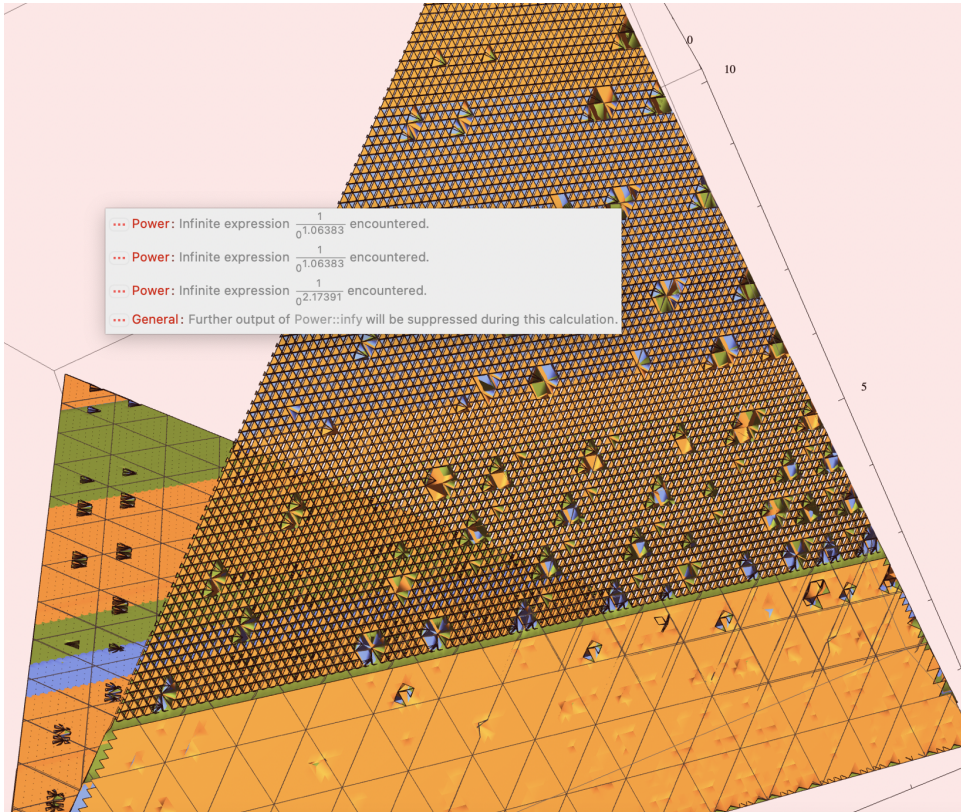 0
10
··· Power: Infinite expression 1/0^1.06383 encountered.
··· Power: Infinite expression 1/0^1.06383 encountered.
··· Power: Infinite expression 1/0^2.17391 encountered.
··· General: Further output of Power::infy will be suppressed during this calculation.
5